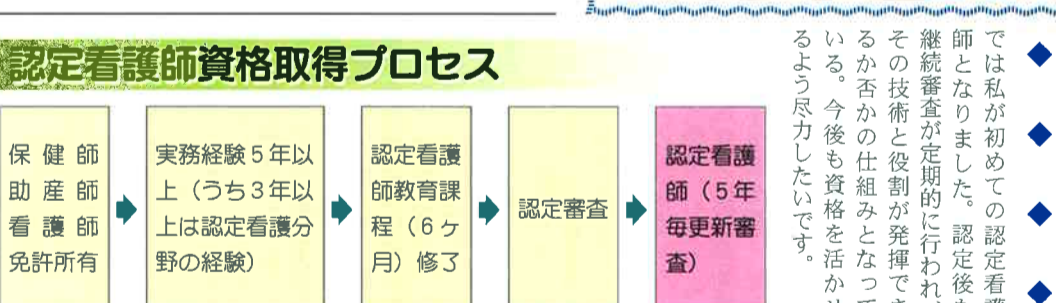 認定看護師資格取得プロセス
保健師
助産師
看護師
免許所有
実務経験5年以
上（うち3年以
上は認定看護分
野の経験）
認定看護
師教育課
程（6ヶ
月）修了
認定審査
認定看護
師（5年
毎更新審
査）
では私が初めての認定看護
師となりました。認定後も
継続審査が定期的に行われ、
その技術と役割が発揮でき
るか否かの仕組みとなって
いる。今後も資格を活かせ
るよう尽力したいです。